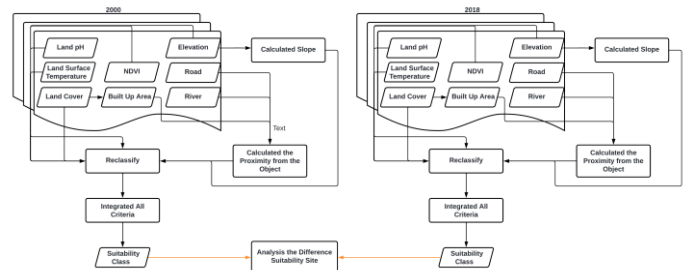 2000
Land pH
Elevation
Calculated Slope
Land Surface
Temperature
NDVI
Road
Land Cover
Built Up Area
River
Text
Reclassify
Calculated the
Proximity from the
Object
Integrated All
Criteria
Suitability
Class
Analysis the Difference
Suitability Site
2018
Land pH
Elevation
Calculated Slope
Land Surface
Temperature
NDVI
Road
Land Cover
Built Up Area
River
Reclassify
Calculated the
Proximity from the
Object
Integrated All
Criteria
Suitability
Class